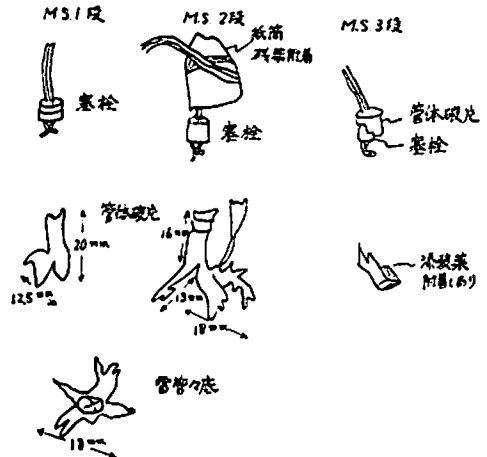 M.S.1段
M.S.2段
M.S.3段
紙筒
残薬附着
塞栓
塞栓
管体破片
塞栓
管体破片
20mm
12.5mm
16mm
13mm
18mm
添装薬
附着しあり
雷管々底
18mm